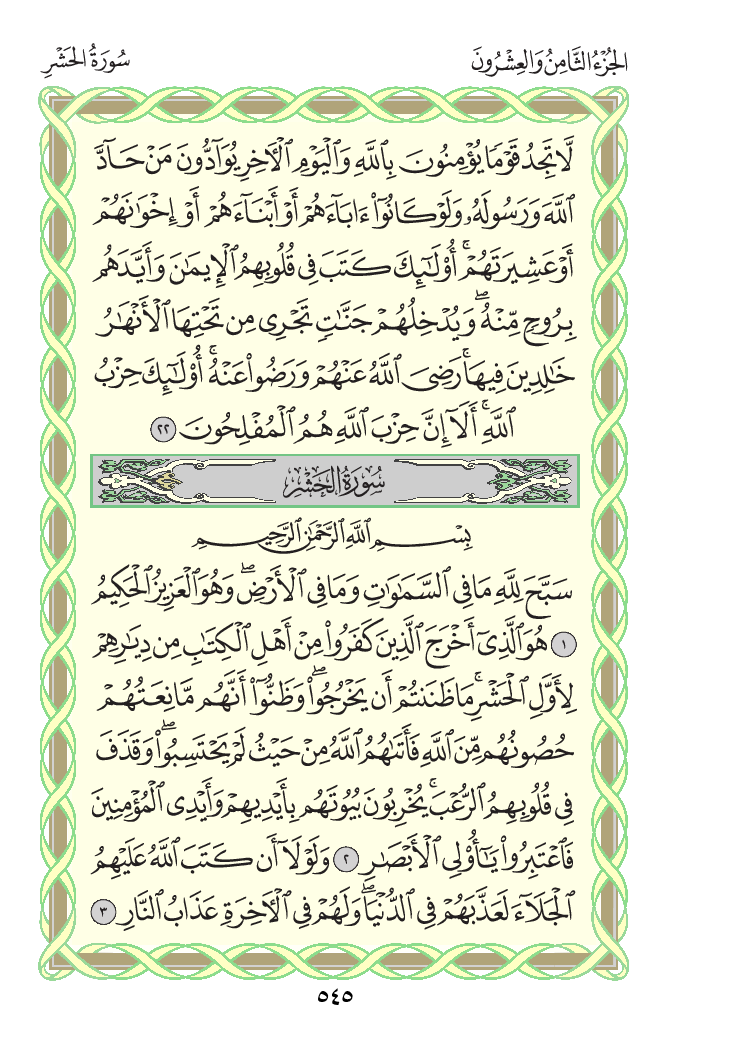 الجُزْءُ الثَّامِنُ وَالعِشْرُونَ
سُورَةُ الحَشْرِ
لَّا تَجِدُ قَوْمًا يُؤْمِنُونَ بِٱللَّهِ وَٱلْيَوْمِ ٱلْأَخِرِ يُوَآدُّونَ مَنْ حَآدَّ
ٱللَّهَ وَرَسُولَهُۥ وَلَوْ كَانُوٓا۟ ءَابَآءَهُمْ أَوْ أَبْنَآءَهُمْ أَوْ إِخْوَٰنَهُمْ
أَوْ عَشِيرَتَهُمْ ۚ أُو۟لَٰٓئِكَ كَتَبَ فِى قُلُوبِهِمُ ٱلْإِيمَٰنَ وَأَيَّدَهُم
بِرُوحٍ مِّنْهُ ۖ وَيُدْخِلُهُمْ جَنَّٰتٍ تَجْرِى مِن تَحْتِهَا ٱلْأَنْهَٰرُ
خَٰلِدِينَ فِيهَا ۚ رَضِىَ ٱللَّهُ عَنْهُمْ وَرَضُوا۟ عَنْهُ ۚ أُو۟لَٰٓئِكَ حِزْبُ
ٱللَّهِ ۚ أَلَآ إِنَّ حِزْبَ ٱللَّهِ هُمُ ٱلْمُفْلِحُونَ ٢٢
سُورَةُ الحَشْرِ
بِسْمِ ٱللَّهِ ٱلرَّحْمَٰنِ ٱلرَّحِيمِ
سَبَّحَ لِلَّهِ مَا فِى ٱلسَّمَٰوَٰتِ وَمَا فِى ٱلْأَرْضِ ۖ وَهُوَ ٱلْعَزِيزُ ٱلْحَكِيمُ
١ هُوَ ٱلَّذِىٓ أَخْرَجَ ٱلَّذِينَ كَفَرُوا۟ مِنْ أَهْلِ ٱلْكِتَٰبِ مِن دِيَٰرِهِمْ
لِأَوَّلِ ٱلْحَشْرِ ۚ مَا ظَنَنتُمْ أَن يَخْرُجُوا۟ ۖ وَظَنُّوٓا۟ أَنَّهُم مَّانِعَتُهُمْ
حُصُونُهُم مِّنَ ٱللَّهِ فَأَتَىٰهُمُ ٱللَّهُ مِنْ حَيْثُ لَمْ يَحْتَسِبُوا۟ ۖ وَقَذَفَ
فِى قُلُوبِهِمُ ٱلرُّعْبَ ۚ يُخْرِبُونَ بُيُوتَهُم بِأَيْدِيهِمْ وَأَيْدِى ٱلْمُؤْمِنِينَ
فَٱعْتَبِرُوا۟ يَٰٓأُو۟لِى ٱلْأَبْصَٰرِ ٢ وَلَوْلَآ أَن كَتَبَ ٱللَّهُ عَلَيْهِمُ
ٱلْجَلَآءَ لَعَذَّبَهُمْ فِى ٱلدُّنْيَا ۖ وَلَهُمْ فِى ٱلْأَخِرَةِ عَذَابُ ٱلنَّارِ ٣
٥٤٥